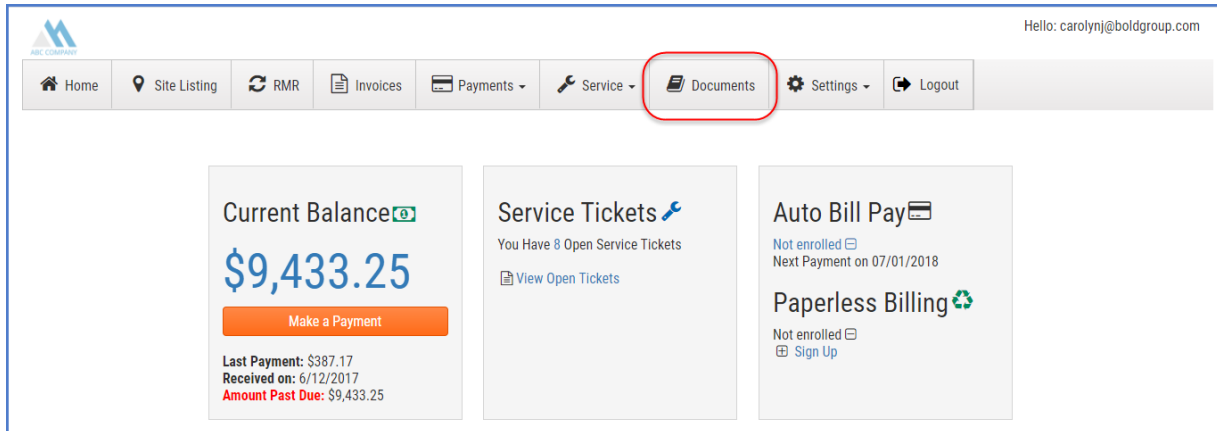 Hello: carolynj@boldgroup.com
ABC COMPANY
Home Site Listing RMR Invoices Payments Service Documents Settings Logout
Current Balance
$9,433.25
Make a Payment
Last Payment: $387.17
Received on: 6/12/2017
Amount Past Due: $9,433.25
Service Tickets
You Have 8 Open Service Tickets
View Open Tickets
Auto Bill Pay
Not enrolled
Next Payment on 07/01/2018
Paperless Billing
Not enrolled
Sign Up